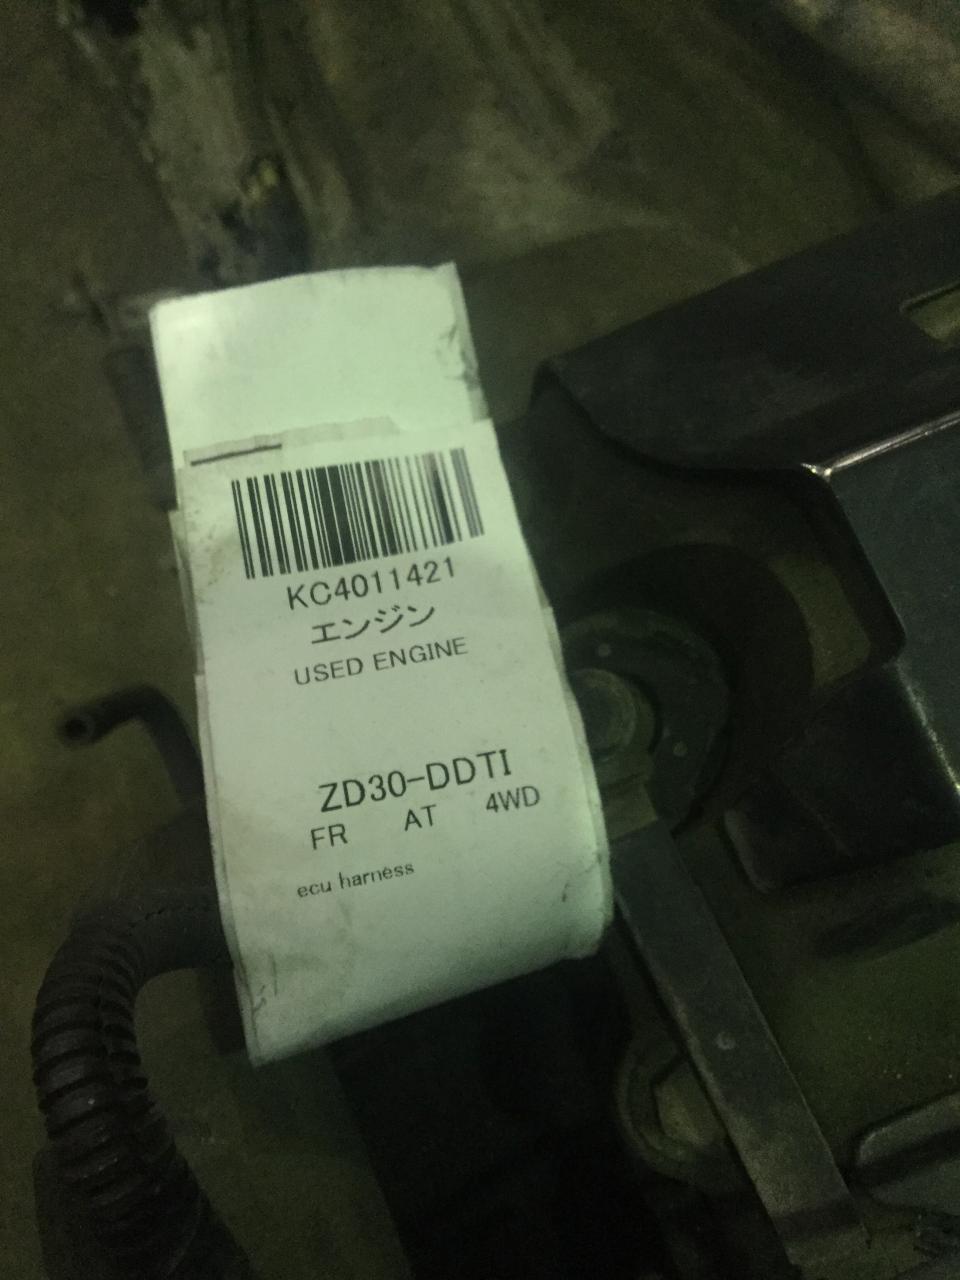 KC4011421
エンジン
USED ENGINE
ZD30-DDTI
FR AT 4WD
ecu harness